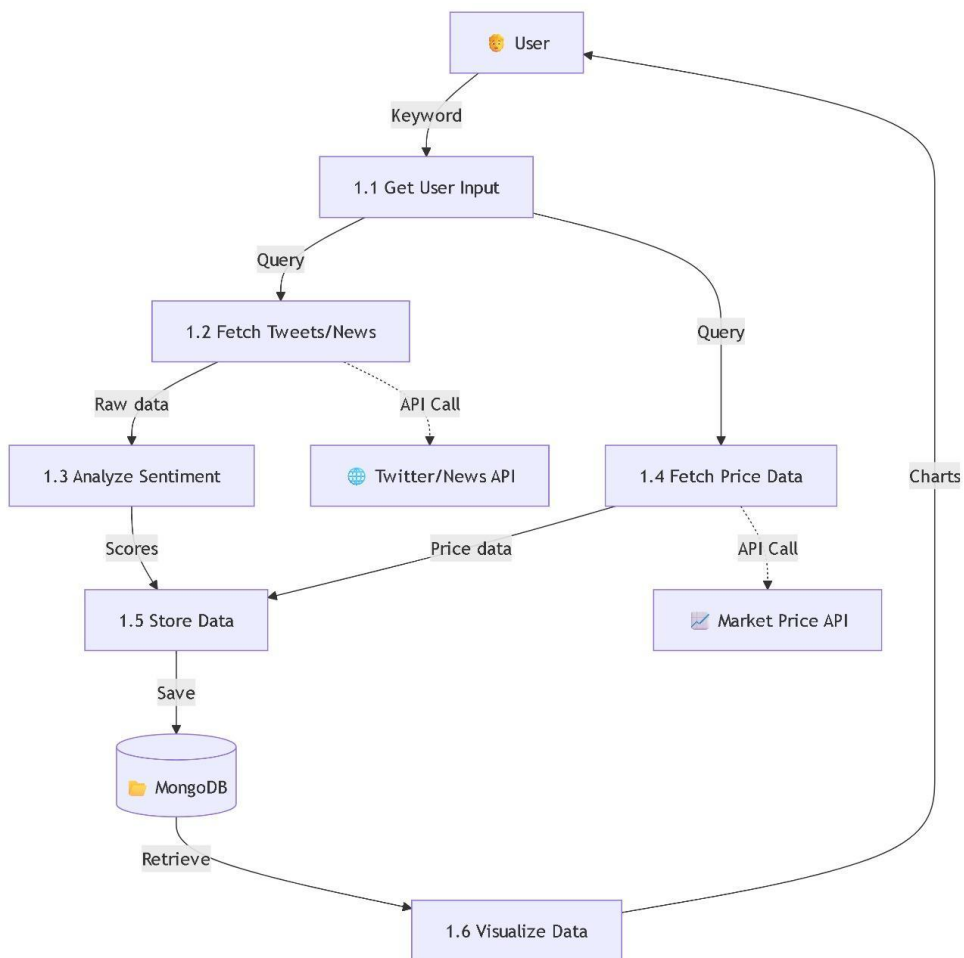 User
Keyword
1.1 Get User Input
Query
1.2 Fetch Tweets/News
Query
Raw data
API Call
1.3 Analyze Sentiment
Twitter/News API
1.4 Fetch Price Data
Charts
Scores
Price data
API Call
1.5 Store Data
Market Price API
Save
MongoDB
Retrieve
1.6 Visualize Data